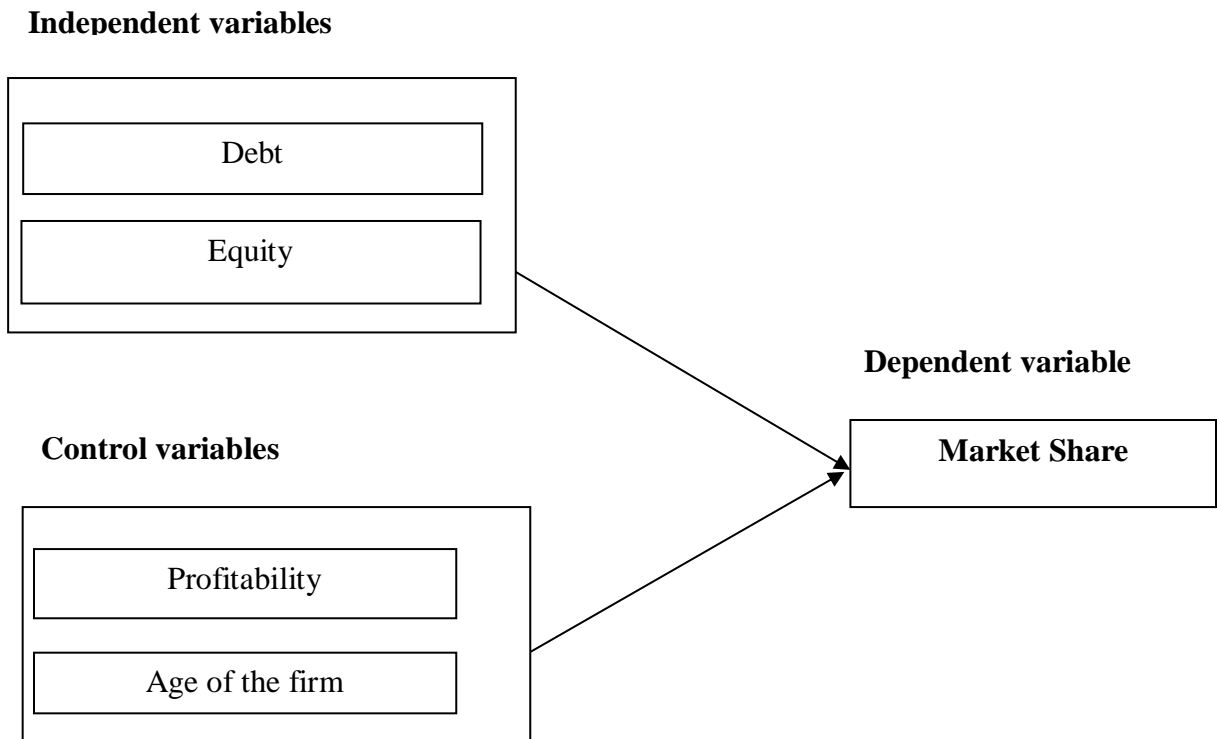 Independent variables
Debt
Equity
Dependent variable
Market Share
Control variables
Profitability
Age of the firm